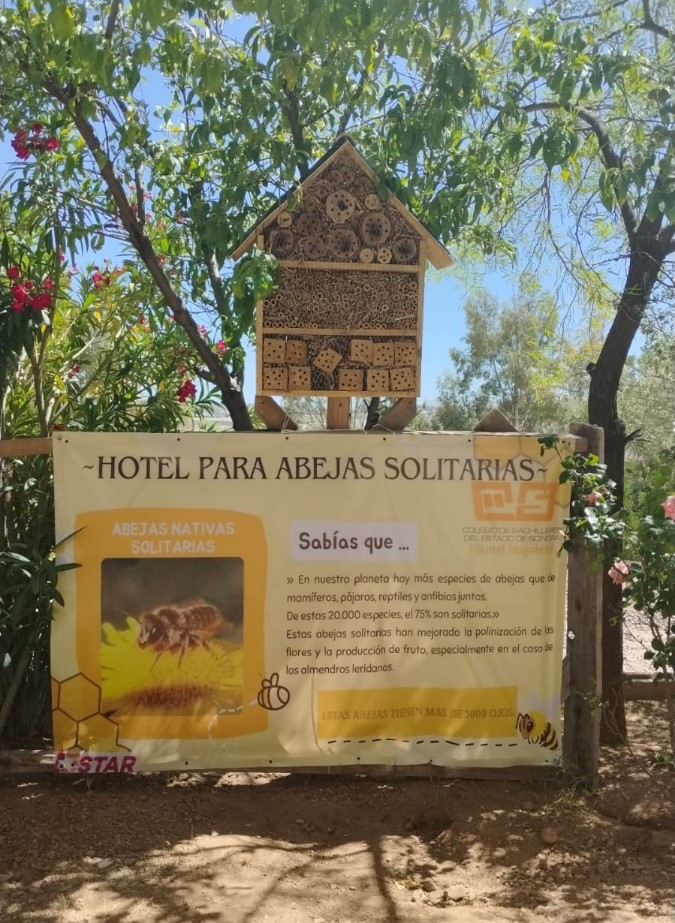 ~HOTEL PARA ABEJAS SOLITARIAS~
COLEGIO DE BACHILLERES
DEL ESTADO DE SONORA
Plantel Nogales
ABEJAS NATIVAS
SOLITARIAS
Sabías que ...
» En nuestro planeta hay más especies de abejas que de
mamíferos, pájaros, reptiles y anfibios juntos.
De estas 20.000 especies, el 75% son solitarias.»
Estas abejas solitarias han mejorado la polinización de las
flores y la producción de fruto, especialmente en el caso de
los almendros leridanos.
ESTAS ABEJAS TIENEN MAS DE 3000 OJOS.
STAR